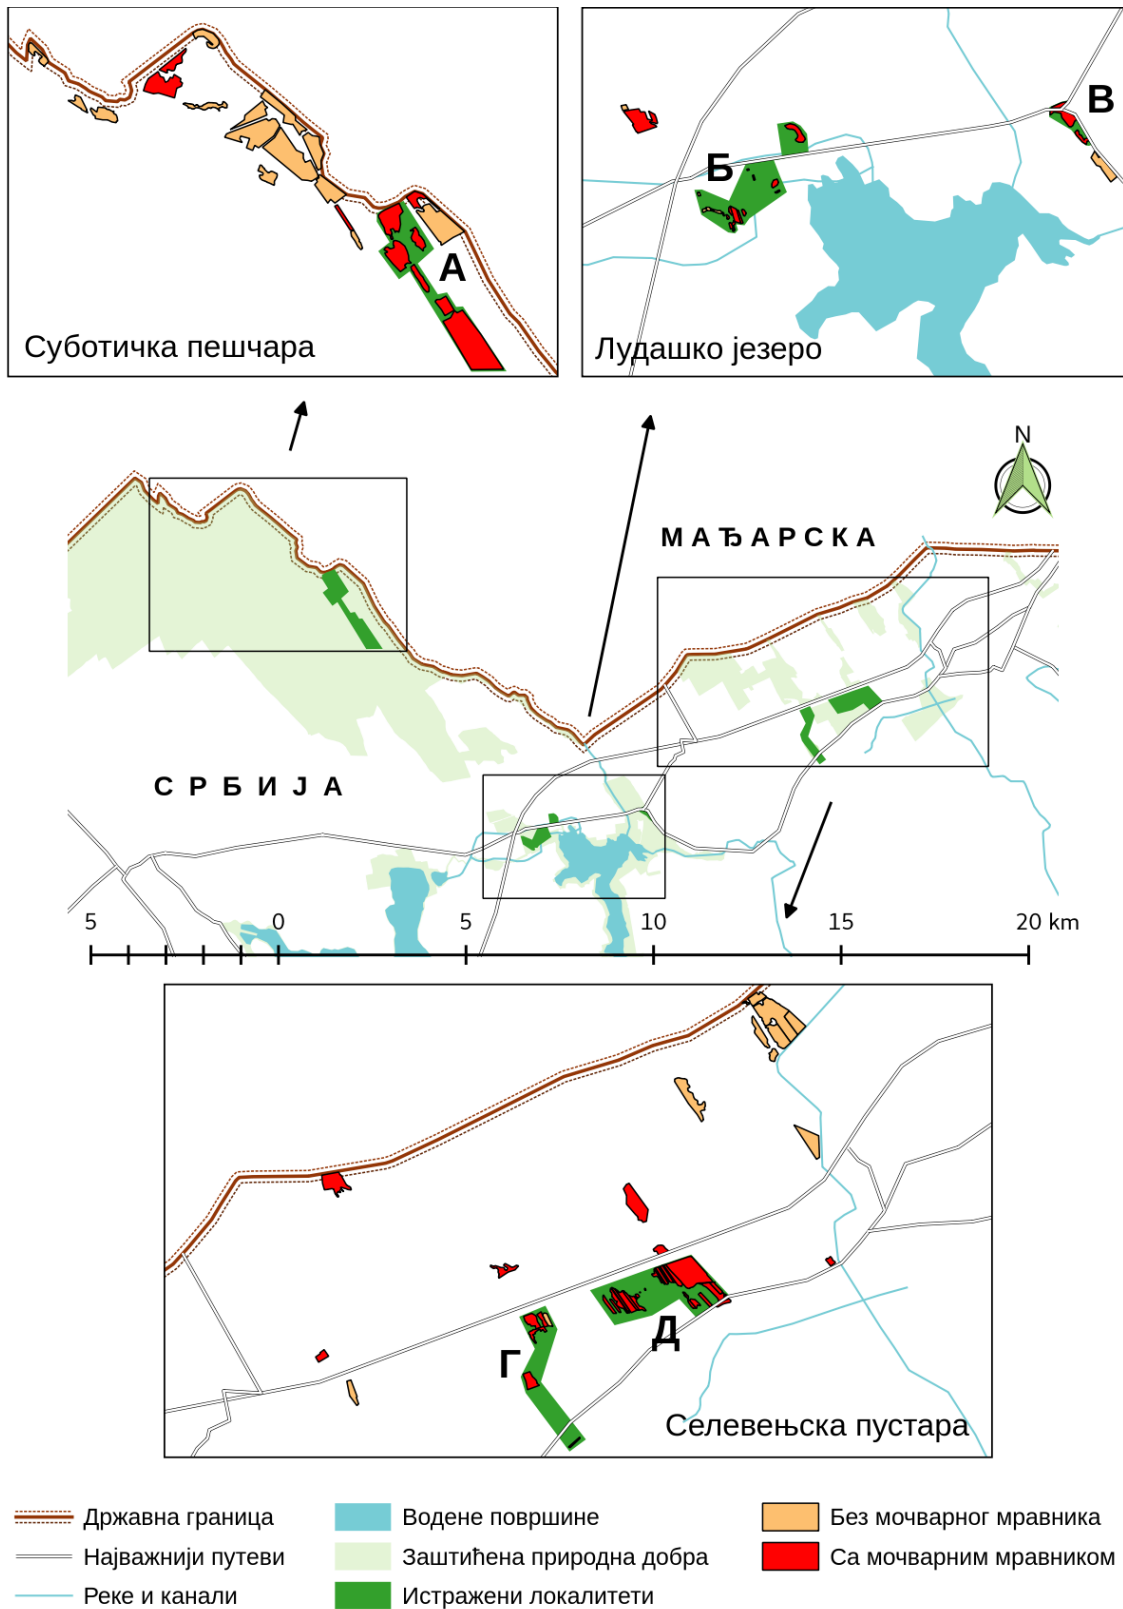 А
Суботичка пешчара
Б
В
Лудашко језеро
N
МАЂАРСКА
СРБИЈА
5 0 5 10 15 20 km
Г
Д
Селевењска пустара
Државна граница
Најважнији путеви
Реке и канали
Водене површине
Заштићена природна добра
Истражени локалитети
Без мочварног мравника
Са мочварним мравником